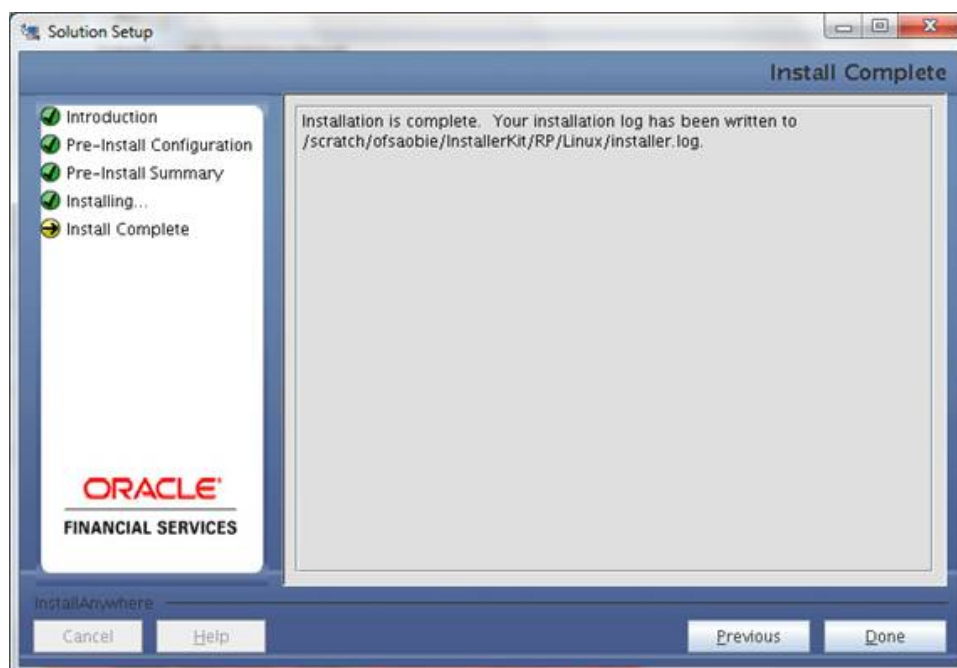 Solution Setup
Install Complete
Introduction
Pre-Install Configuration
Pre-Install Summary
Installing...
Install Complete
Installation is complete. Your installation log has been written to
/scratch/ofsaobie/InstallerKit/RP/Linux/installer.log.
ORACLE'
FINANCIAL SERVICES
InstallAnywhere
Cancel
Help
Previous
Done